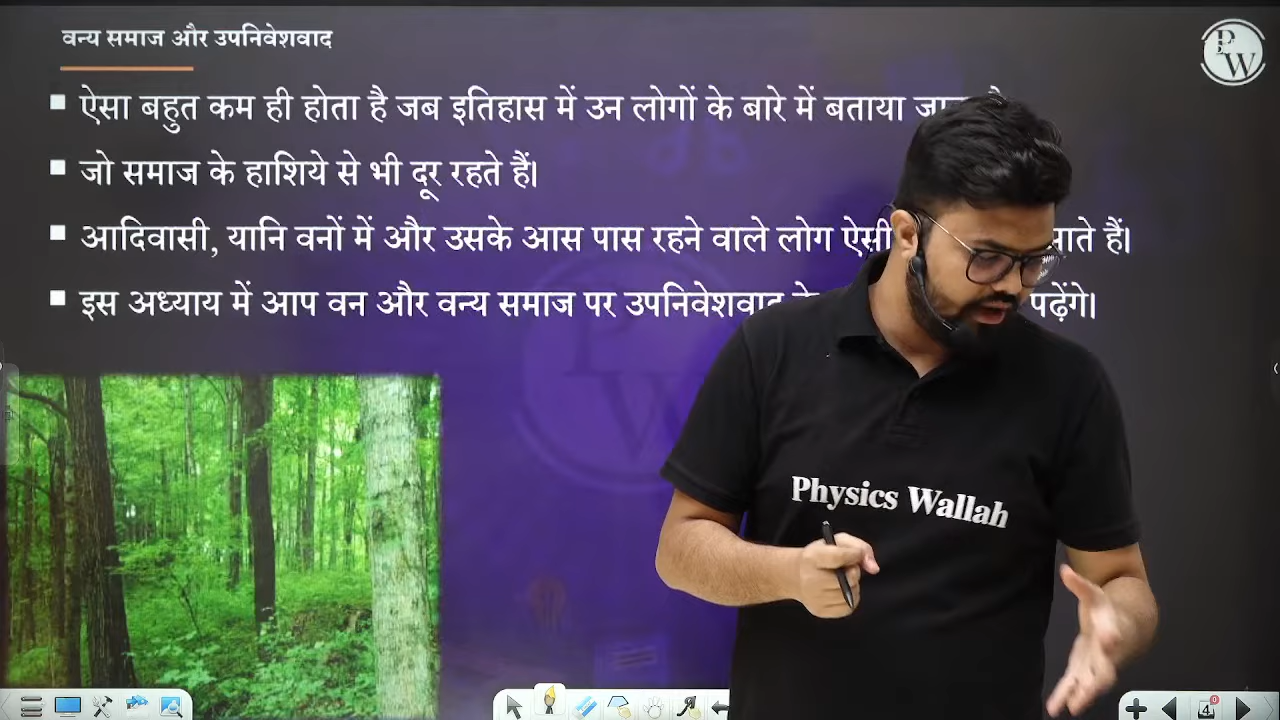 वन्य समाज और उपनिवेशवाद
P
W
ऐसा बहुत कम ही होता है जब इतिहास में उन लोगों के बारे में बताया
जो समाज के हाशिये से भी दूर रहते हैं।
आदिवासी, यानि वनों में और उसके आस पास रहने वाले लोग ऐसी हैं।
इस अध्याय में आप वन और वन्य समाज पर उपनिवेशवाद पढ़ेंगे।
P
W
Physics Wallah
4